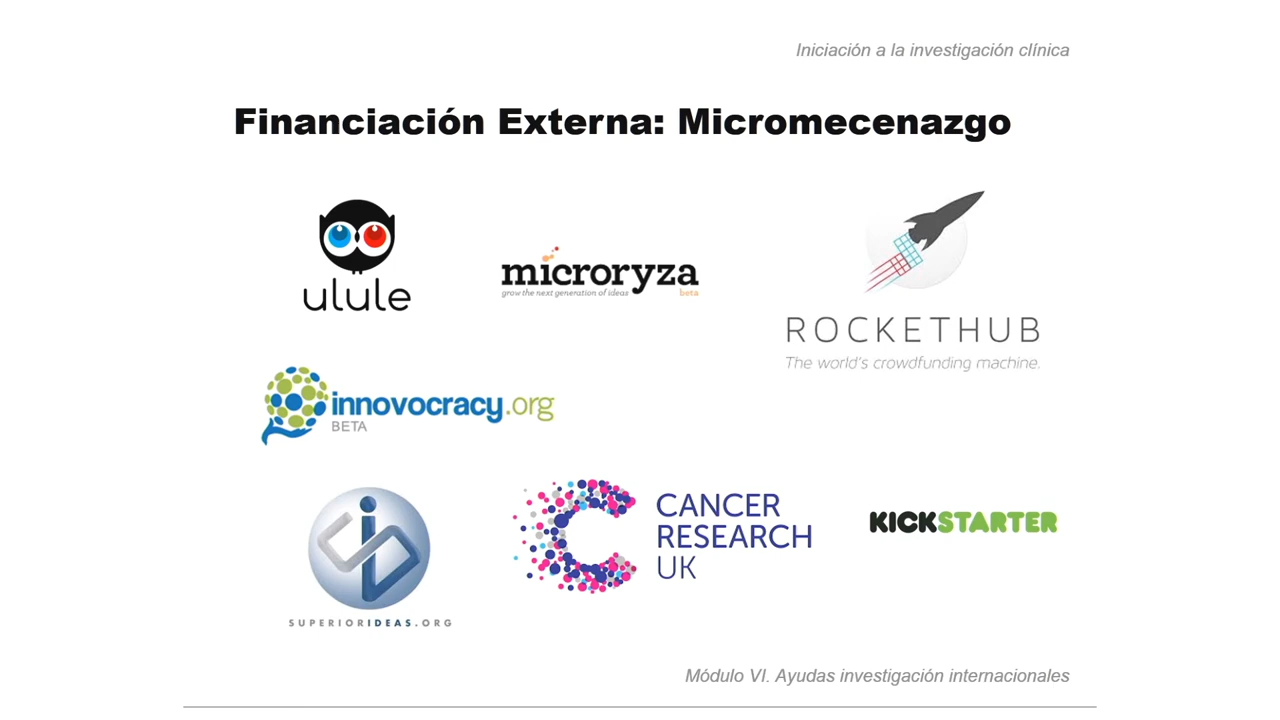 Iniciación a la investigación clínica
Financiación Externa: Micromecenazgo
ulule
microryza
grow the next generation of ideas
beta
ROCKETHUB
The world's crowdfunding machine.
innovocracy.org
BETA
SUPERIORIDEAS.ORG
CANCER
RESEARCH
UK
KICKSTARTER
Módulo VI. Ayudas investigación internacionales